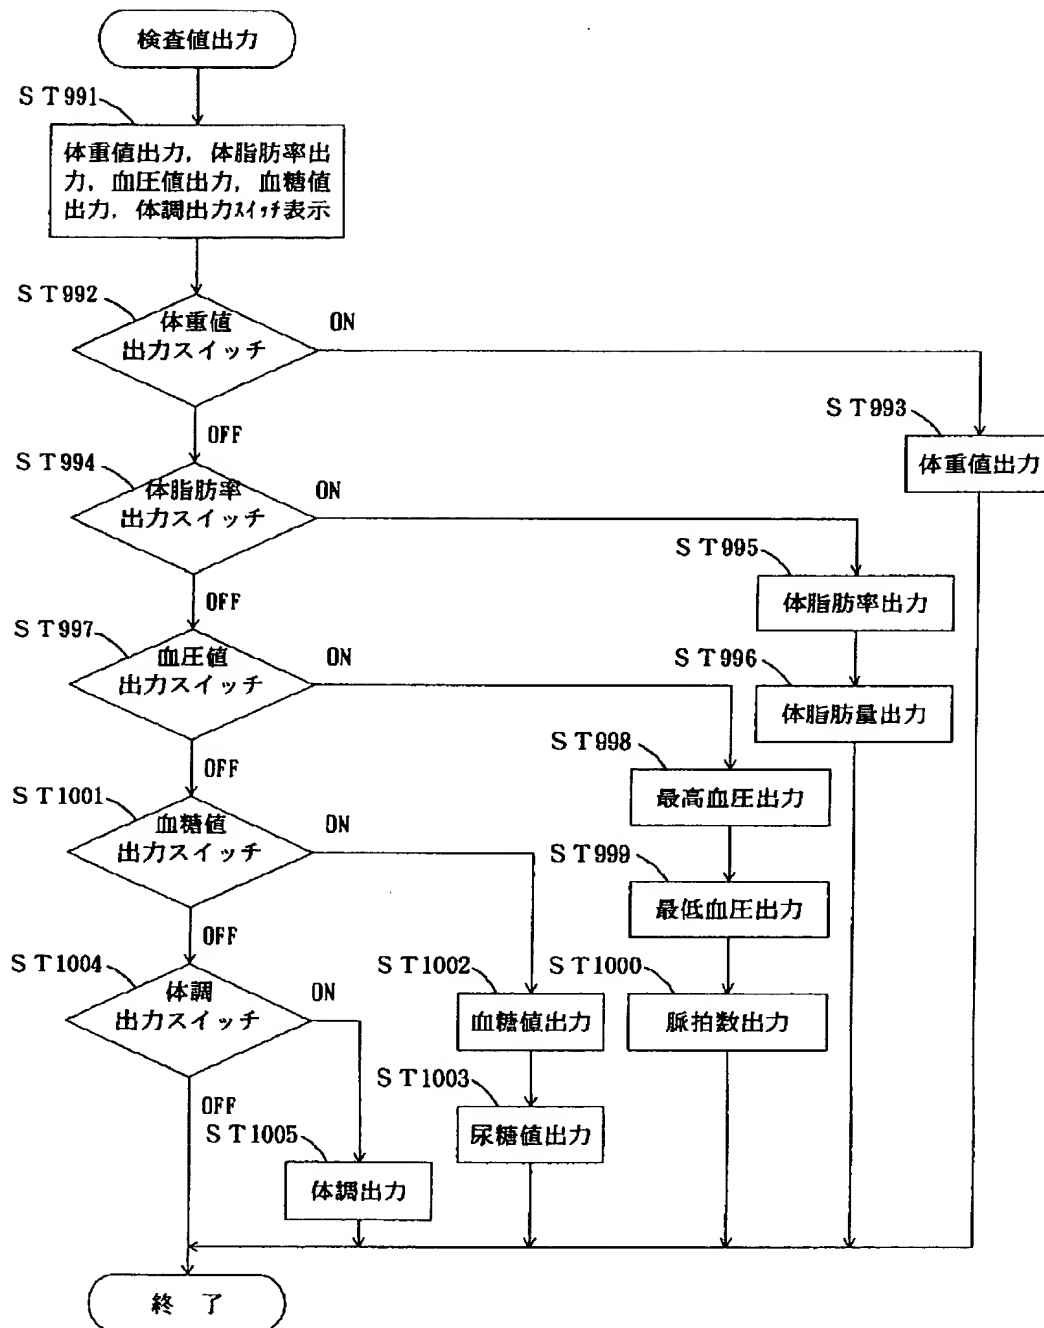 検査値出力
ST991
体重値出力，体脂肪率出
力，血圧値出力，血糖値
出力，体調出力ｽｲｯﾁ表示
ST992
体重値
出力スイッチ
ON
OFF
ST993
体重値出力
ST994
体脂肪率
出力スイッチ
ON
OFF
ST995
体脂肪率出力
ST996
体脂肪量出力
ST997
血圧値
出力スイッチ
ON
OFF
ST998
最高血圧出力
ST999
最低血圧出力
ST1000
脈拍数出力
ST1001
血糖値
出力スイッチ
ON
OFF
ST1002
血糖値出力
ST1003
尿糖値出力
ST1004
体調
出力スイッチ
ON
OFF
ST1005
体調出力
終　了